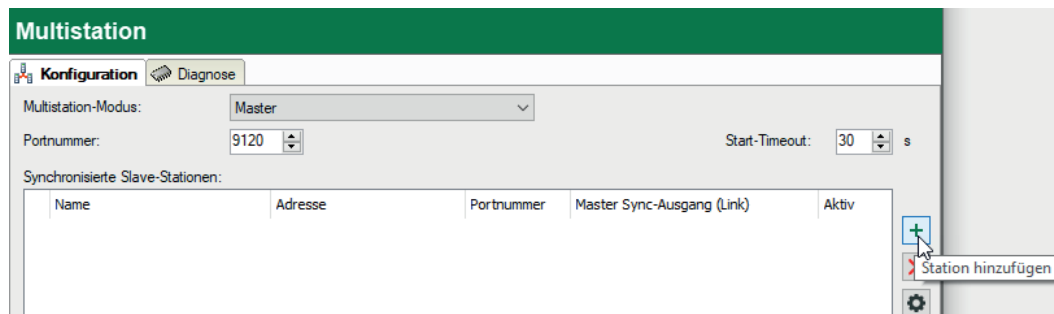 Multistation
Konfiguration Diagnose
Multistation-Modus: Master
Portnummer: 9120 Start-Timeout: 30 s
Synchronisierte Slave-Stationen:
Name Adresse Portnummer Master Sync-Ausgang (Link) Aktiv
Station hinzufügen